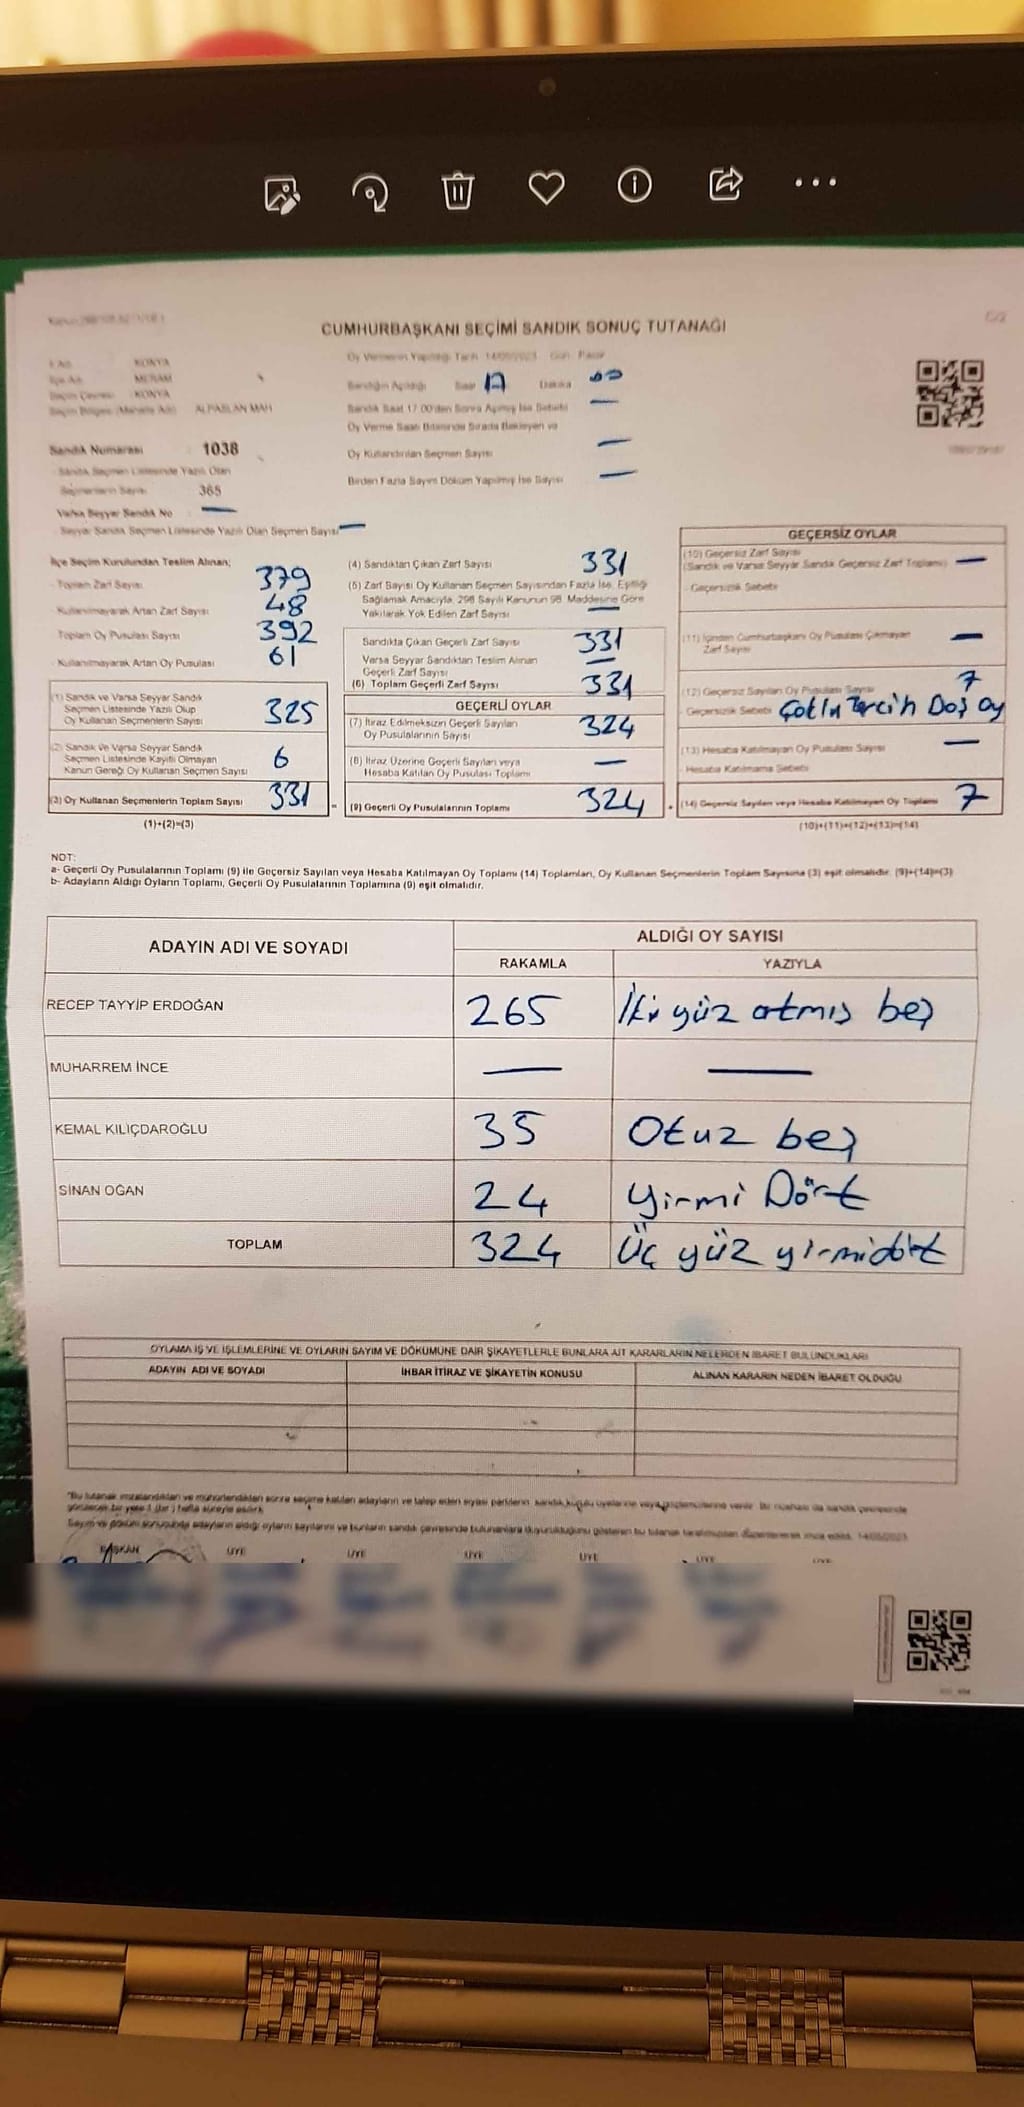 CUMHURBAŞKANI SEÇİMİ SANDIK SONUÇ TUTANAĞI
Oy Vermenin Yapıldığı Tarih 14/05/2023 Gün Pazar
KONYA
MERAM
KONYA
ALPASLAN MAH
Sandığın Açıldığı Saat 17 Dakika 00
Sandık Saat 17.00'den Sonra Açılmış İse Sebebi —
Oy Verme Saati Bitiminde Sırada Bekleyen ve
Oy Kullandırılan Seçmen Sayısı —
Birden Fazla Sayım Döküm Yapılmış İse Sayısı —
Sandık Numarası : 1038
Sandık Seçmen Listesinde Yazılı Olan
Seçmenlerin Sayısı 365
Varsa Seyyar Sandık No —
Seyyar Sandık Seçmen Listesinde Yazılı Olan Seçmen Sayısı —
İlçe Seçim Kurulundan Teslim Alınan;
- Toplam Zarf Sayısı 379
- Kullanılmayarak Artan Zarf Sayısı 48
- Toplam Oy Pusulası Sayısı 392
- Kullanılmayarak Artan Oy Pusulası 61
(1) Sandık ve Varsa Seyyar Sandık
Seçmen Listesinde Yazılı Olup
Oy Kullanan Seçmenlerin Sayısı 325
(2) Sandık ve Varsa Seyyar Sandık
Seçmen Listesinde Kayıtlı Olmayan
Kanun Gereği Oy Kullanan Seçmen Sayısı 6
(3) Oy Kullanan Seçmenlerin Toplam Sayısı 331
(1)+(2)=(3)
(4) Sandıktan Çıkan Zarf Sayısı 331
(5) Zarf Sayısı Oy Kullanan Seçmen Sayısından Fazla İse, Eşitliği
Sağlamak Amacıyla, 298 Sayılı Kanunun 98. Maddesine Göre
Yakılarak Yok Edilen Zarf Sayısı —
Sandıkta Çıkan Geçerli Zarf Sayısı 331
Varsa Seyyar Sandıktan Teslim Alınan
Geçerli Zarf Sayısı —
(6) Toplam Geçerli Zarf Sayısı 331
GEÇERLİ OYLAR
(7) İtiraz Edilmeksizin Geçerli Sayılan
Oy Pusulalarının Sayısı 324
(8) İtiraz Üzerine Geçerli Sayılan veya
Hesaba Katılan Oy Pusulası Toplamı —
(9) Geçerli Oy Pusulalarının Toplamı 324
GEÇERSİZ OYLAR
(10) Geçersiz Zarf Sayısı
(Sandık ve Varsa Seyyar Sandık Geçersiz Zarf Toplamı) —
- Geçersizlik Sebebi
(11) İçinden Cumhurbaşkanı Oy Pusulası Çıkmayan
Zarf Sayısı —
(12) Geçersiz Sayılan Oy Pusulası Sayısı 7
- Geçersizlik Sebebi Boş Oy
(13) Hesaba Katılmayan Oy Pusulası Sayısı —
- Hesaba Katılmama Sebebi
(14) Geçersiz Sayılan veya Hesaba Katılmayan Oy Toplamı 7
(10)+(11)+(12)+(13)=(14)
NOT:
a- Geçerli Oy Pusulalarının Toplamı (9) ile Geçersiz Sayılan veya Hesaba Katılmayan Oy Toplamı (14) Toplamları, Oy Kullanan Seçmenlerin Toplam Sayısına (3) eşit olmalıdır. (9)+(14)=(3)
b- Adayların Aldığı Oyların Toplamı, Geçerli Oy Pusulalarının Toplamına (9) eşit olmalıdır.
ADAYIN ADI VE SOYADI ALDIĞI OY SAYISI
RAKAMLA YAZIYLA
RECEP TAYYİP ERDOĞAN 265 İki yüz atmış beş
MUHARREM İNCE — —
KEMAL KILIÇDAROĞLU 35 Otuz beş
SİNAN OĞAN 24 Yirmi Dört
TOPLAM 324 Üç yüz yirmidört
OYLAMA İŞ VE İŞLEMLERİNE VE OYLARIN SAYIM VE DÖKÜMÜNE DAİR ŞİKAYETLERLE BUNLARA AİT KARARLARIN NELERDEN İBARET BULUNDUKLARI
ADAYIN ADI VE SOYADI İHBAR İTİRAZ VE ŞİKAYETİN KONUSU ALINAN KARARIN NEDEN İBARET OLDUĞU
BAŞKAN ÜYE ÜYE ÜYE ÜYE ÜYE ÜYE